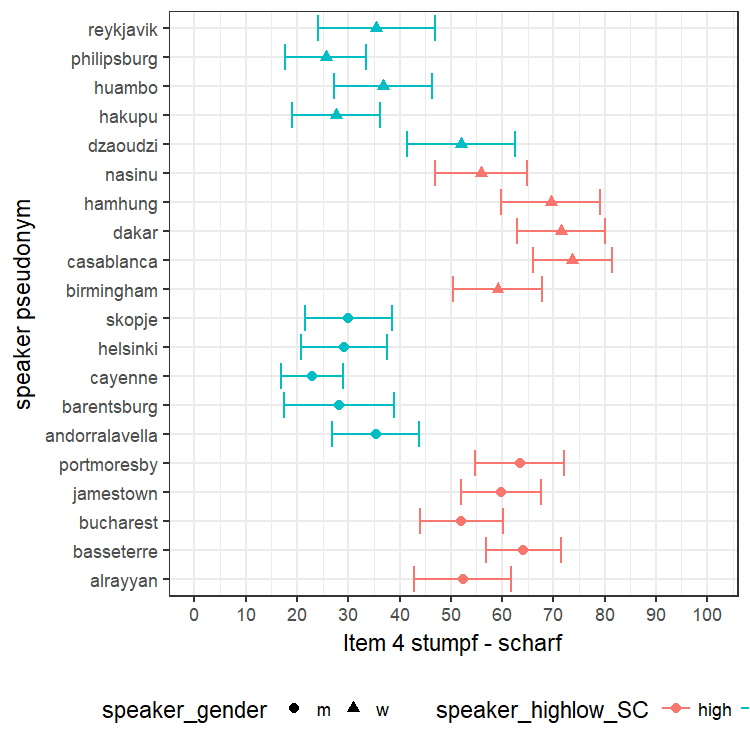 reykjavik
philipsburg
huambo
hakupu
dzaoudzi
nasinu
hamhung
dakar
casablanca
birmingham
skopje
helsinki
cayenne
barentsburg
andorralavella
portmoresby
jamestown
bucharest
basseterre
alrayyan
speaker pseudonym
0 10 20 30 40 50 60 70 80 90 100
Item 4 stumpf - scharf
speaker_gender m w speaker_highlow_SC high